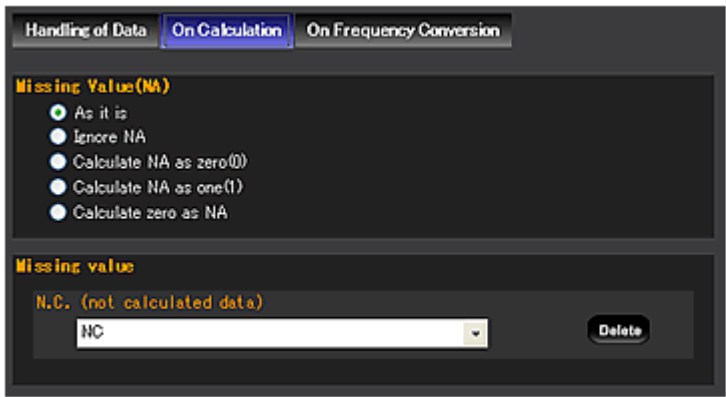 Handling of Data On Calculation On Frequency Conversion
Missing Value(NA)
As it is
Ignore NA
Calculate NA as zero(0)
Calculate NA as one(1)
Calculate zero as NA
Missing value
N.C. (not calculated data)
NC Delete